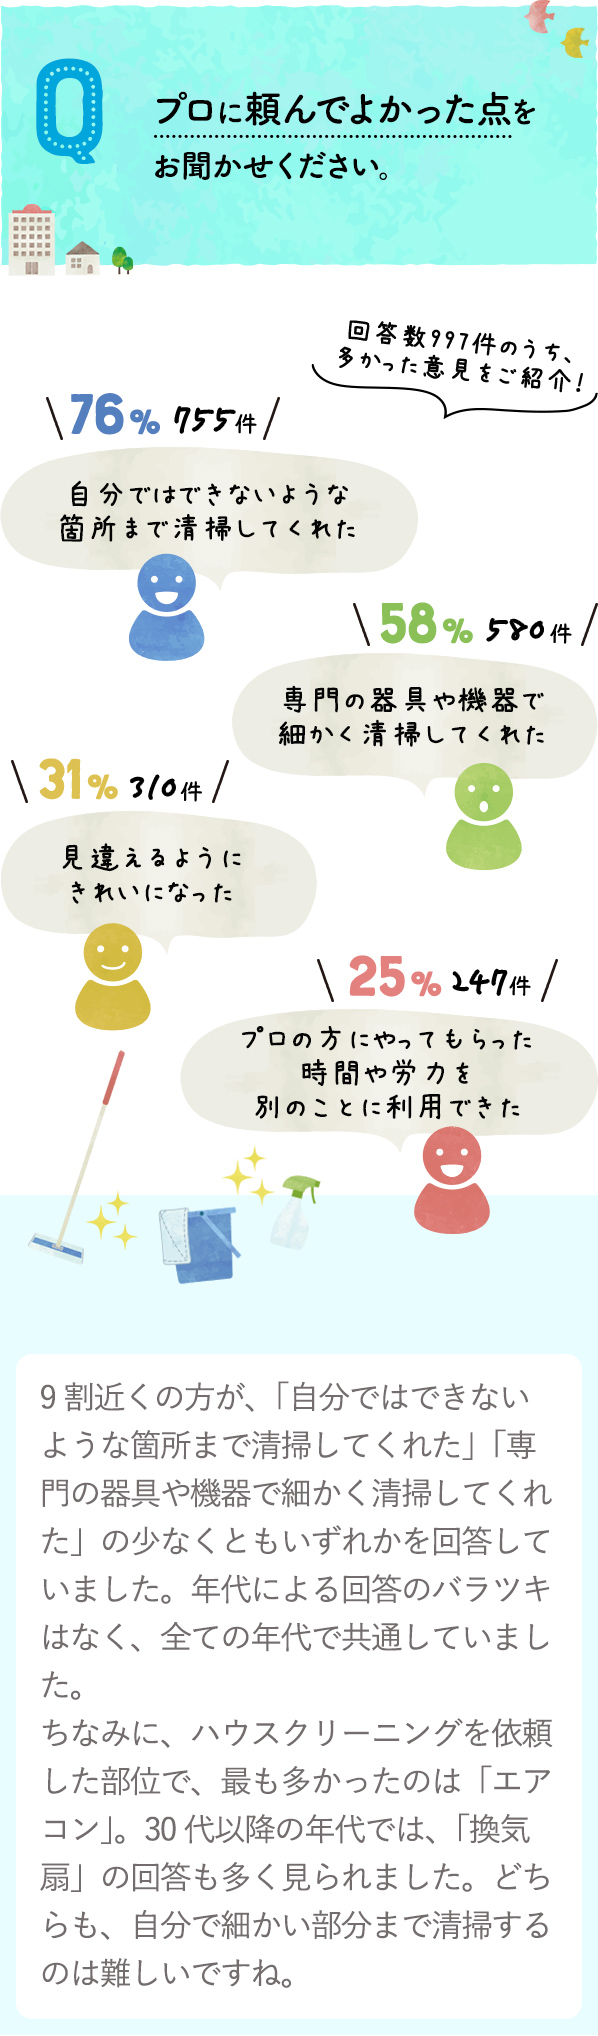 Q
プロに頼んでよかった点を
お聞かせください。
回答数997件のうち、
多かった意見をご紹介!
76% 755件
自分ではできないような
箇所まで清掃してくれた
58% 580件
専門の器具や機器で
細かく清掃してくれた
31% 310件
見違えるように
きれいになった
25% 247件
プロの方にやってもらった
時間や労力を
別のことに利用できた
9割近くの方が、「自分ではできない
ような箇所まで清掃してくれた」「専
門の器具や機器で細かく清掃してくれ
た」の少なくともいずれかを回答して
いました。年代による回答のバラツキ
はなく、全ての年代で共通していまし
た。
ちなみに、ハウスクリーニングを依頼
した部位で、最も多かったのは「エア
コン」。30代以降の年代では、「換気
扇」の回答も多く見られました。どち
らも、自分で細かい部分まで清掃する
のは難しいですね。